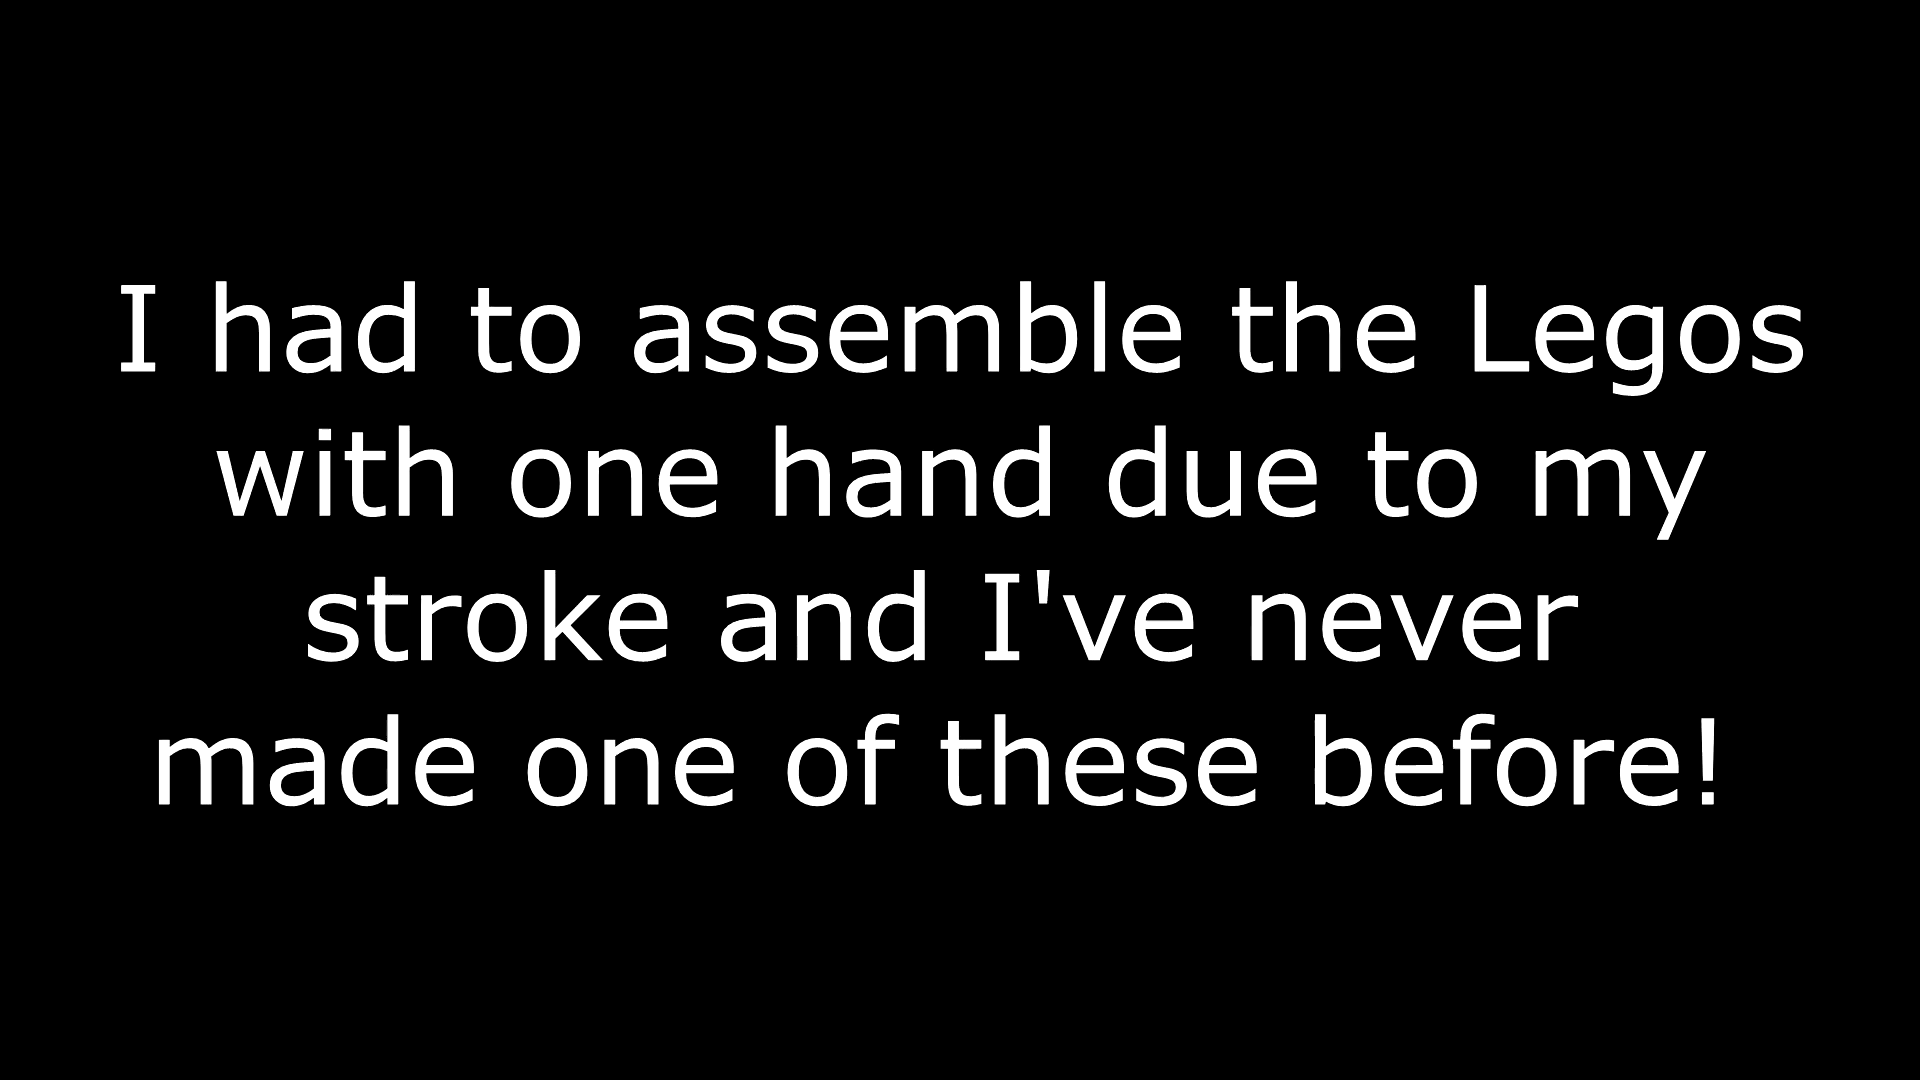 I had to assemble the Legos
with one hand due to my
stroke and I've never
made one of these before!